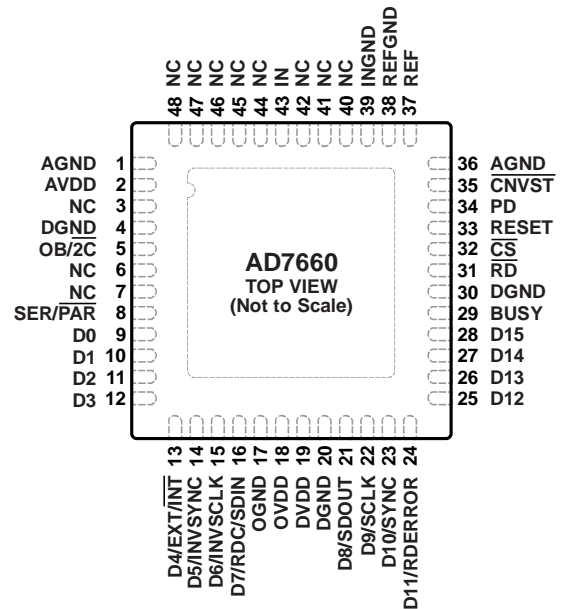 48 NC
47 NC
46 NC
45 NC
44 NC
43 IN
42 NC
41 NC
40 NC
39 INGND
38 REFGND
37 REF
AGND 1
AVDD 2
NC 3
DGND 4
OB/2C̅ 5
NC 6
NC 7
SER/P̅A̅R̅ 8
D0 9
D1 10
D2 11
D3 12
AD7660
TOP VIEW
(Not to Scale)
36 AGND
35 C̅N̅V̅S̅T̅
34 PD
33 RESET
32 C̅S̅
31 R̅D̅
30 DGND
29 BUSY
28 D15
27 D14
26 D13
25 D12
D4/EXT/I̅N̅T̅ 13
D5/INVSYNC 14
D6/INVSCLK 15
D7/RDC/SDIN 16
OGND 17
OVDD 18
DVDD 19
DGND 20
D8/SDOUT 21
D9/SCLK 22
D10/SYNC 23
D11/RDERROR 24